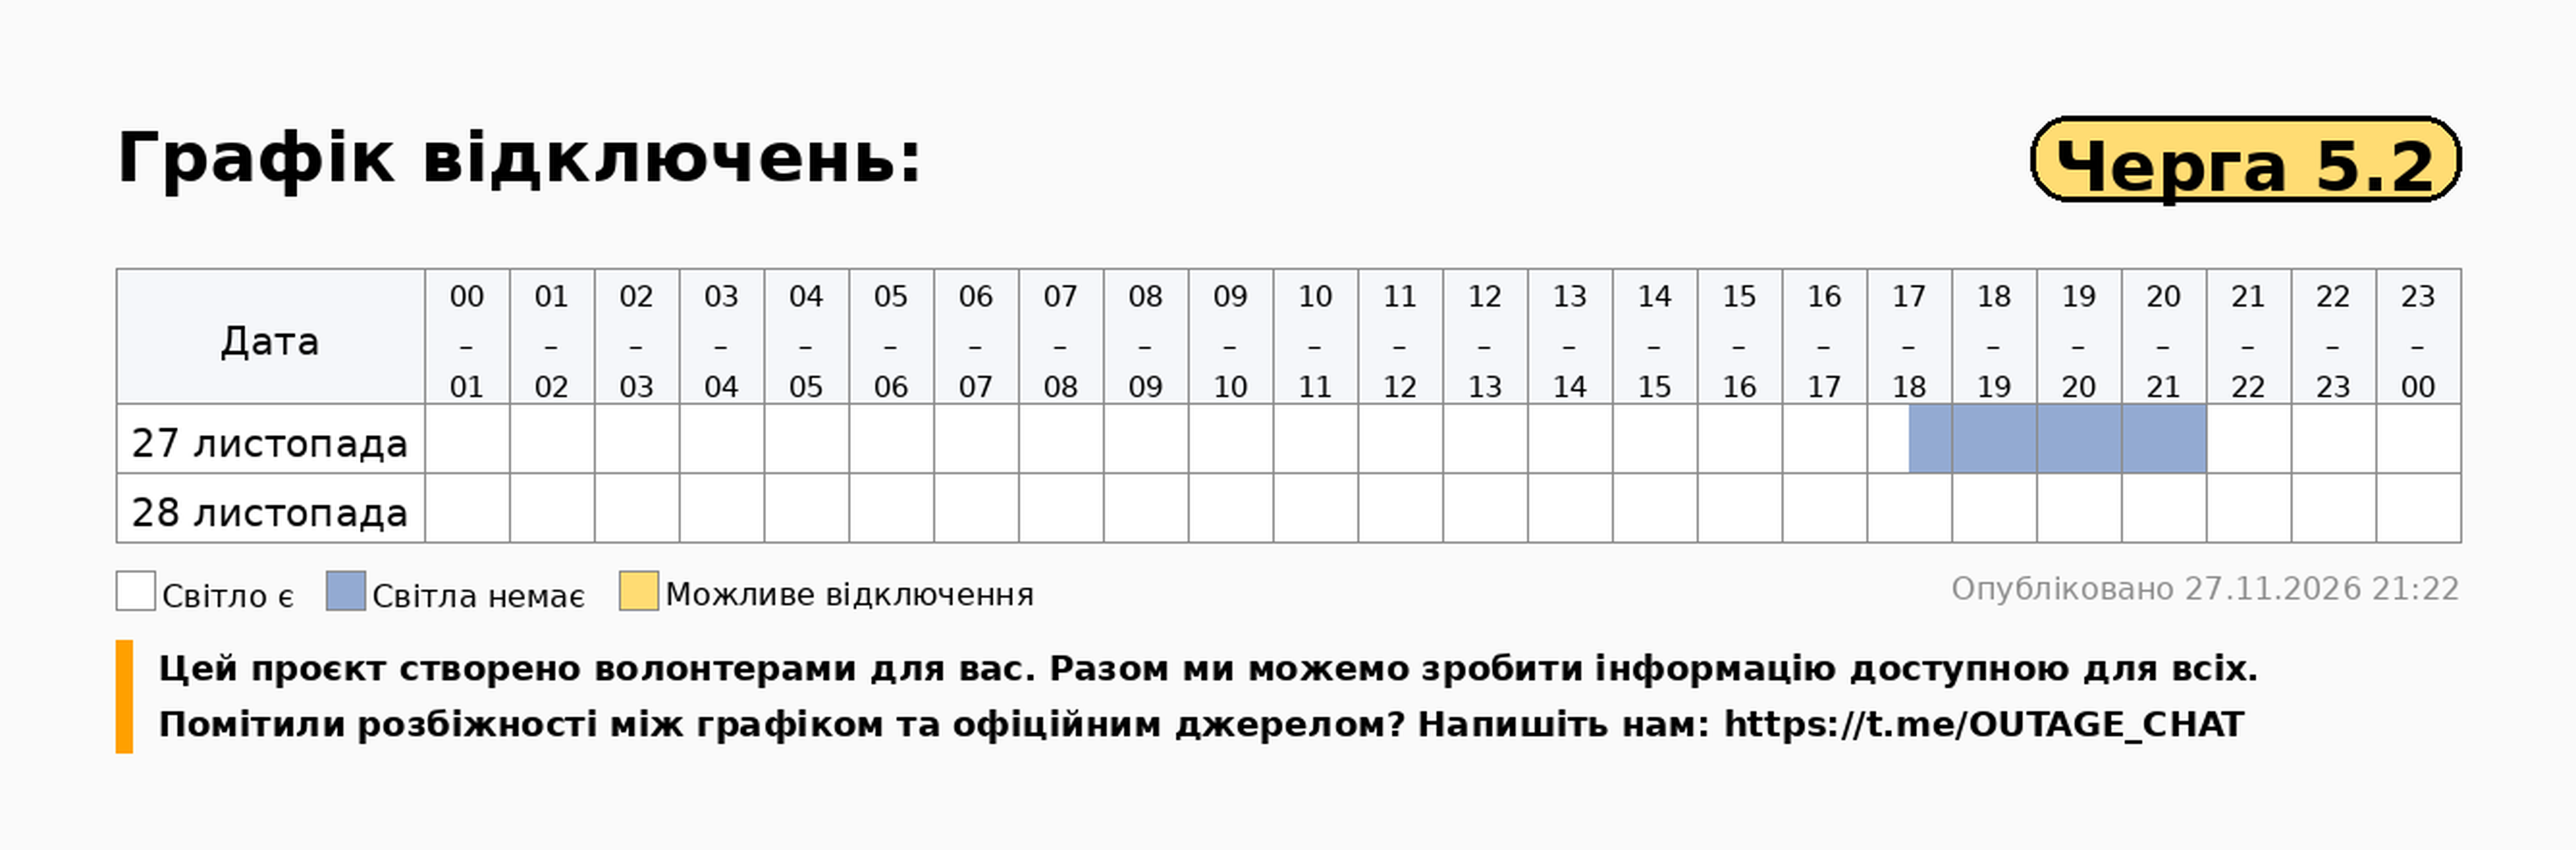 Графік відключень:
Черга 5.2
Дата
00 – 01
01 – 02
02 – 03
03 – 04
04 – 05
05 – 06
06 – 07
07 – 08
08 – 09
09 – 10
10 – 11
11 – 12
12 – 13
13 – 14
14 – 15
15 – 16
16 – 17
17 – 18
18 – 19
19 – 20
20 – 21
21 – 22
22 – 23
23 – 00
27 листопада
28 листопада
Світло є
Світла немає
Можливе відключення
Опубліковано 27.11.2026 21:22
Цей проєкт створено волонтерами для вас. Разом ми можемо зробити інформацію доступною для всіх.
Помітили розбіжності між графіком та офіційним джерелом? Напишіть нам: https://t.me/OUTAGE_CHAT